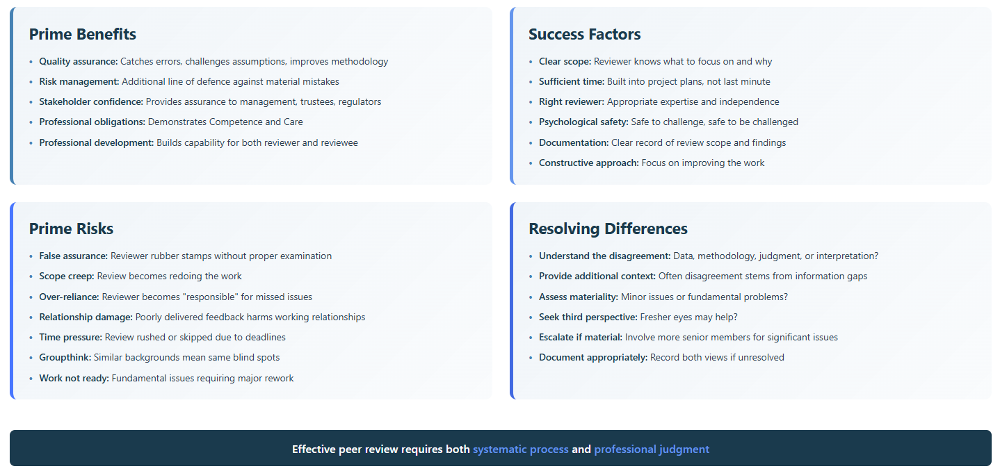 Prime Benefits
• Quality assurance: Catches errors, challenges assumptions, improves methodology
• Risk management: Additional line of defence against material mistakes
• Stakeholder confidence: Provides assurance to management, trustees, regulators
• Professional obligations: Demonstrates Competence and Care
• Professional development: Builds capability for both reviewer and reviewee
Success Factors
• Clear scope: Reviewer knows what to focus on and why
• Sufficient time: Built into project plans, not last minute
• Right reviewer: Appropriate expertise and independence
• Psychological safety: Safe to challenge, safe to be challenged
• Documentation: Clear record of review scope and findings
• Constructive approach: Focus on improving the work
Prime Risks
• False assurance: Reviewer rubber stamps without proper examination
• Scope creep: Review becomes redoing the work
• Over-reliance: Reviewer becomes "responsible" for missed issues
• Relationship damage: Poorly delivered feedback harms working relationships
• Time pressure: Review rushed or skipped due to deadlines
• Groupthink: Similar backgrounds mean same blind spots
• Work not ready: Fundamental issues requiring major rework
Resolving Differences
• Understand the disagreement: Data, methodology, judgment, or interpretation?
• Provide additional context: Often disagreement stems from information gaps
• Assess materiality: Minor issues or fundamental problems?
• Seek third perspective: Fresher eyes may help?
• Escalate if material: Involve more senior members for significant issues
• Document appropriately: Record both views if unresolved
Effective peer review requires both systematic process and professional judgment